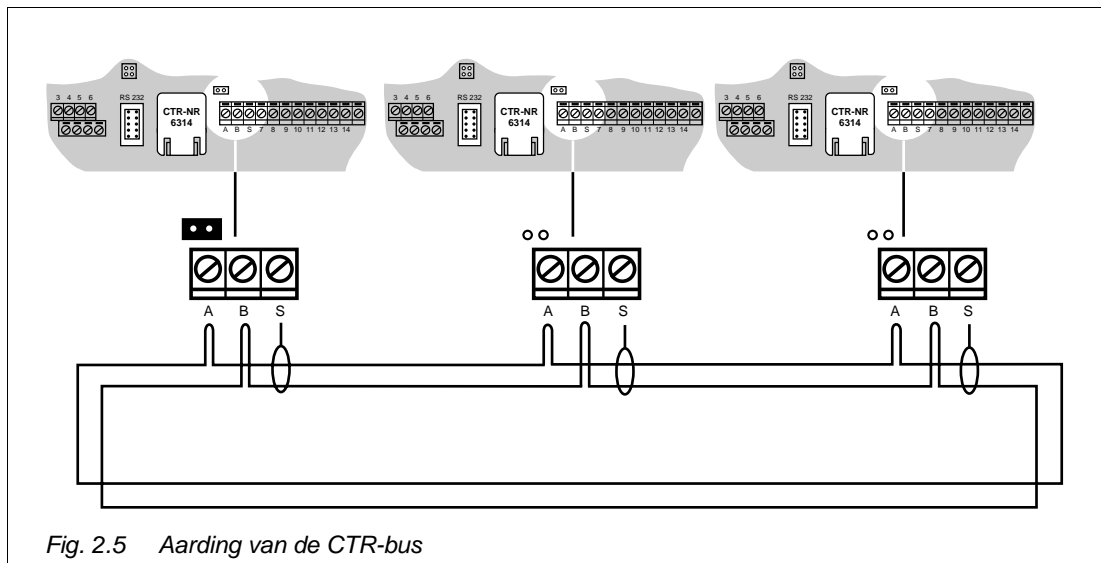 3 4 5 6 RS 232 CTR-NR 6314 A B S 7 8 9 10 11 12 13 14
3 4 5 6 RS 232 CTR-NR 6314 A B S 7 8 9 10 11 12 13 14
3 4 5 6 RS 232 CTR-NR 6314 A B S 7 8 9 10 11 12 13 14
A B S
A B S
A B S
Fig. 2.5 Aarding van de CTR-bus